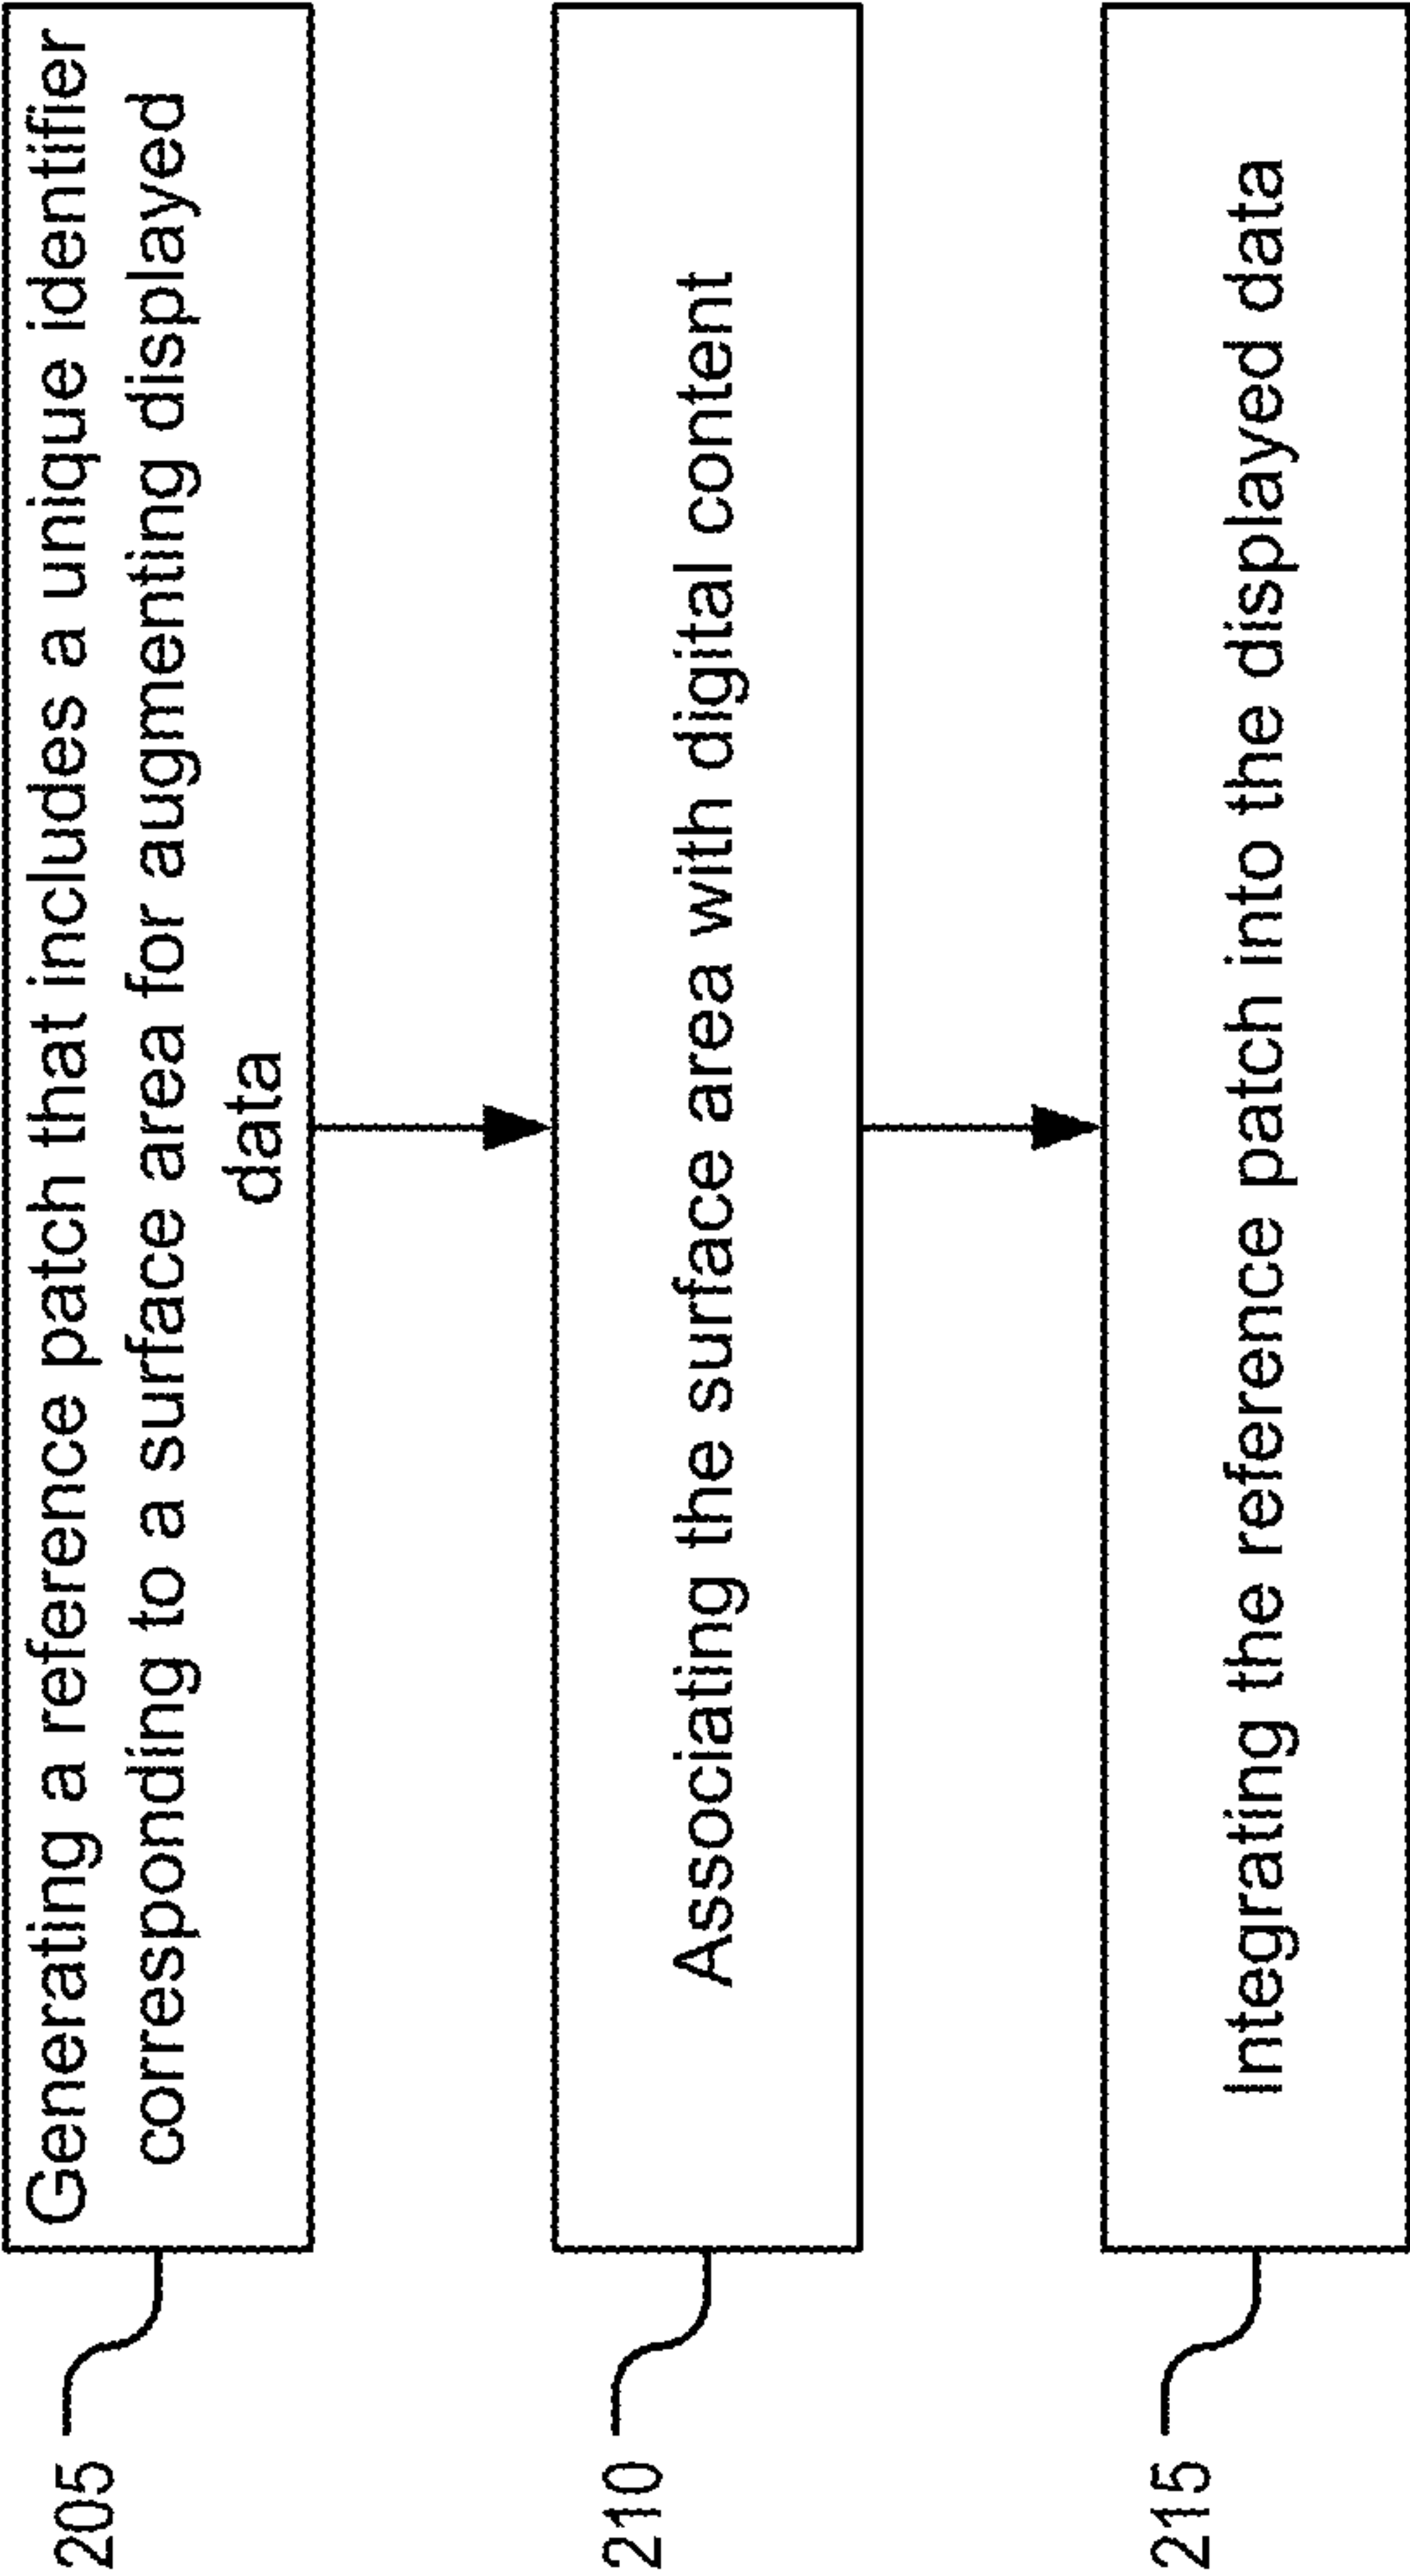 205
Generating a reference patch that includes a unique identifier
corresponding to a surface area for augmenting displayed
data
210
Associating the surface area with digital content
215
Integrating the reference patch into the displayed data